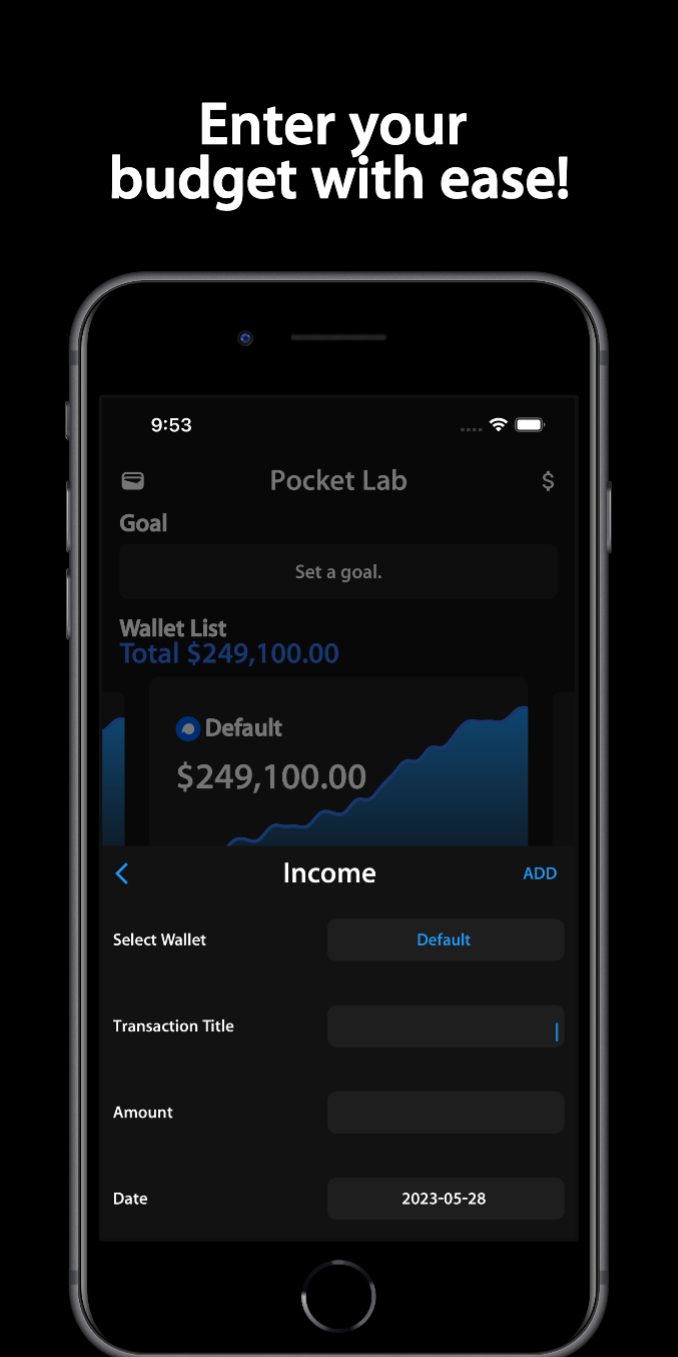 Enter your
budget with ease!
9:53
Pocket Lab
$
Goal
Set a goal.
Wallet List
Total $249,100.00
Default
$249,100.00
Income
ADD
Select Wallet
Default
Transaction Title
Amount
Date
2023-05-28